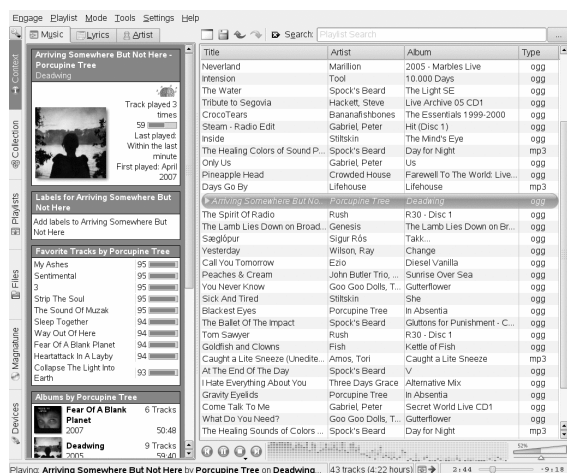 Engage Playlist Mode Tools Settings Help
Music Lyrics Artist
Search: Playlist Search ...
Context
Collection
Playlists
Files
Magnatune
Devices
Arriving Somewhere But Not Here -
Porcupine Tree
Deadwing
Track played 3
times
59
Last played:
Within the last
minute
First played: April
2007
Labels for Arriving Somewhere But
Not Here
Add labels to Arriving Somewhere But
Not Here
Favorite Tracks by Porcupine Tree
My Ashes 95
Sentimental 95
3 95
Strip The Soul 95
The Sound Of Muzak 95
Sleep Together 94
Way Out Of Here 94
Fear Of A Blank Planet 94
Heartattack In A Layby 94
Collapse The Light Into
Earth 93
Albums by Porcupine Tree
Fear Of A Blank 6 Tracks
Planet
2007 50:48
Deadwing 9 Tracks
2005 59:40
Title Artist Album Type
Neverland Marillion 2005 - Marbles Live ogg
Intension Tool 10.000 Days ogg
The Water Spock's Beard The Light SE ogg
Tribute to Segovia Hackett, Steve Live Archive 05 CD1 ogg
CrocoTears Bananafishbones The Essentials 1999-2000 ogg
Steam - Radio Edit Gabriel, Peter Hit (Disc 1) ogg
Inside Stiltskin The Mind's Eye ogg
The Healing Colors of Sound P... Spock's Beard Day for Night mp3
Only Us Gabriel, Peter Us ogg
Pineapple Head Crowded House Farewell To The World: Live... ogg
Days Go By Lifehouse Lifehouse mp3
Arriving Somewhere But No... Porcupine Tree Deadwing ogg
The Spirit Of Radio Rush R30 - Disc 1 ogg
The Lamb Lies Down on Broad... Genesis The Lamb Lies Down on Br... ogg
Sæglópur Sigur Rós Takk... ogg
Yesterday Wilson, Ray Change ogg
Call You Tomorrow Ezio Diesel Vanilla ogg
Peaches & Cream John Butler Trio, ... Sunrise Over Sea ogg
You Never Know Goo Goo Dolls, T... Gutterflower ogg
Sick And Tired Stiltskin She ogg
Blackest Eyes Porcupine Tree In Absentia ogg
The Ballet Of The Impact Spock's Beard Gluttons for Punishment - C... ogg
Tom Sawyer Rush R30 - Disc 1 ogg
Goldfish and Clowns Fish Kettle of Fish ogg
Caught a Lite Sneeze (Unedite... Amos, Tori Caught a Lite Sneeze mp3
At The End Of The Day Spock's Beard V ogg
I Hate Everything About You Three Days Grace Alternative Mix ogg
Gravity Eyelids Porcupine Tree In Absentia ogg
Come Talk To Me Gabriel, Peter Secret World Live CD1 ogg
What Do You Need? Goo Goo Dolls, T... Gutterflower ogg
The Healing Sounds of Colors ... Spock's Beard Day for Night mp3
52%
Playing: Arriving Somewhere But Not Here by Porcupine Tree on Deadwing... 43 tracks (4:22 hours) 2:44 -9:18